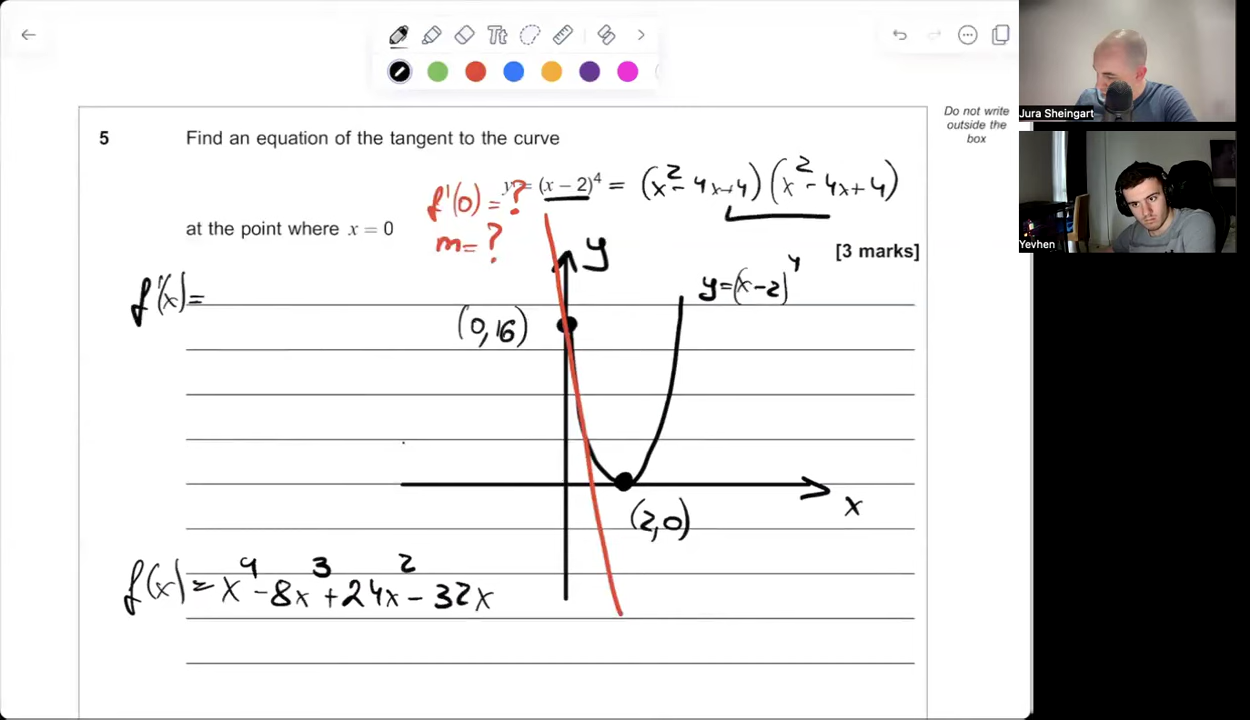 Tt
5 Find an equation of the tangent to the curve
Do not write outside the box
y = (x − 2)⁴ = (x² - 4x+4)(x² - 4x+4)
f'(0) = ?
at the point where x = 0
m = ?
[3 marks]
y
y=(x-2)⁴
f'(x) =
(0,16)
x
(2,0)
f(x) = x⁴ - 8x³ + 24x² - 32x
Jura Sheingart
Yevhen